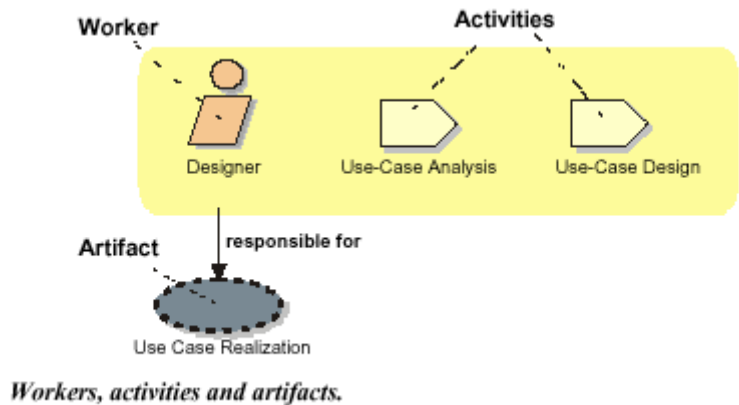 Worker
Activities
Designer
Use-Case Analysis
Use-Case Design
responsible for
Artifact
Use Case Realization
Workers, activities and artifacts.